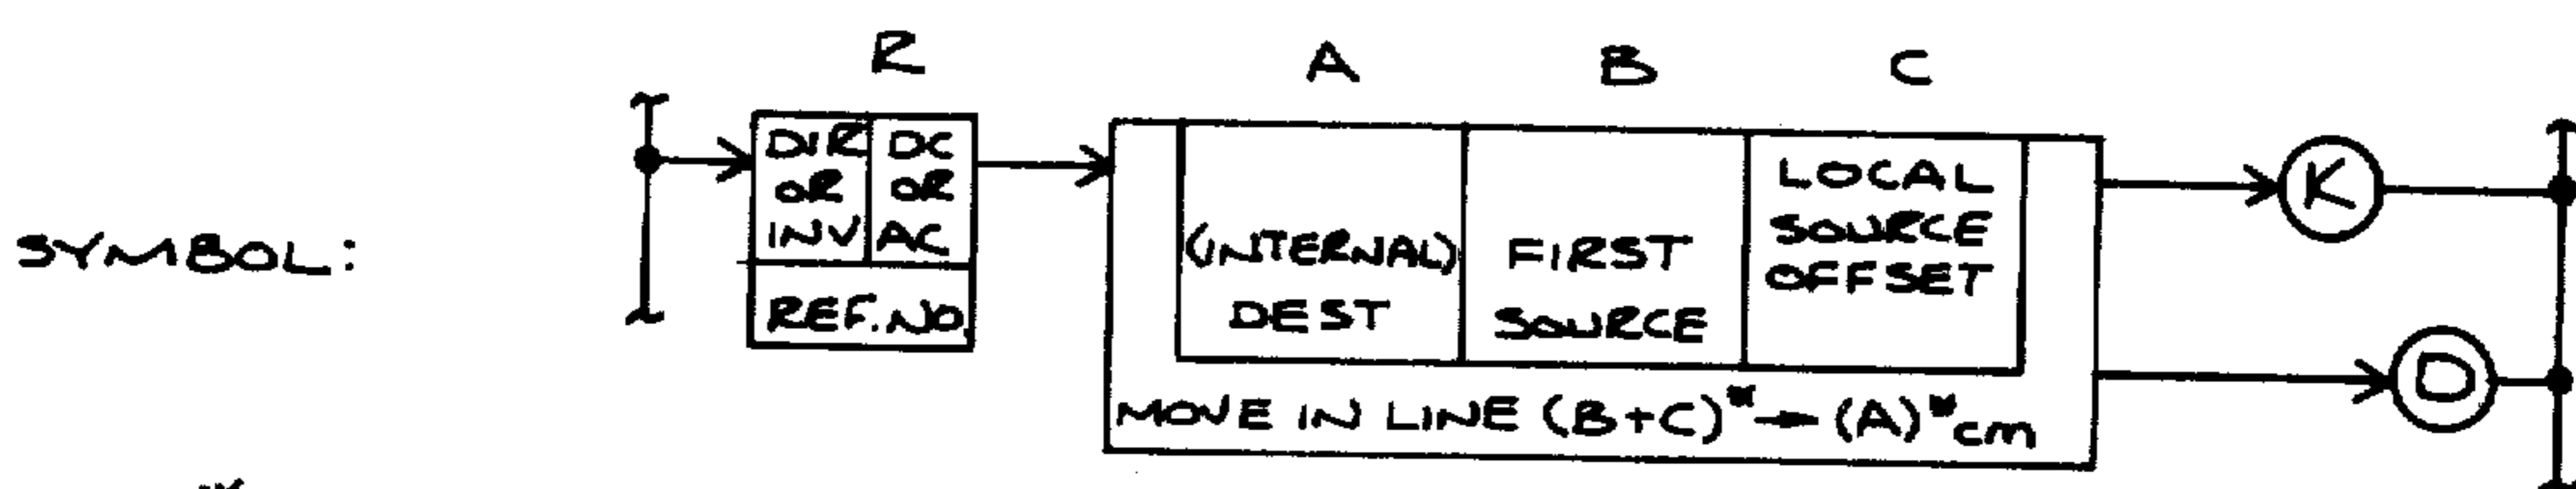 R A B C
SYMBOL:
DIR OR INV
DC OR AC
REF.NO.
(INTERNAL) DEST
FIRST SOURCE
LOCAL SOURCE OFFSET
MOVE IN LINE (B+C)* → (A)* cm
K
D
*